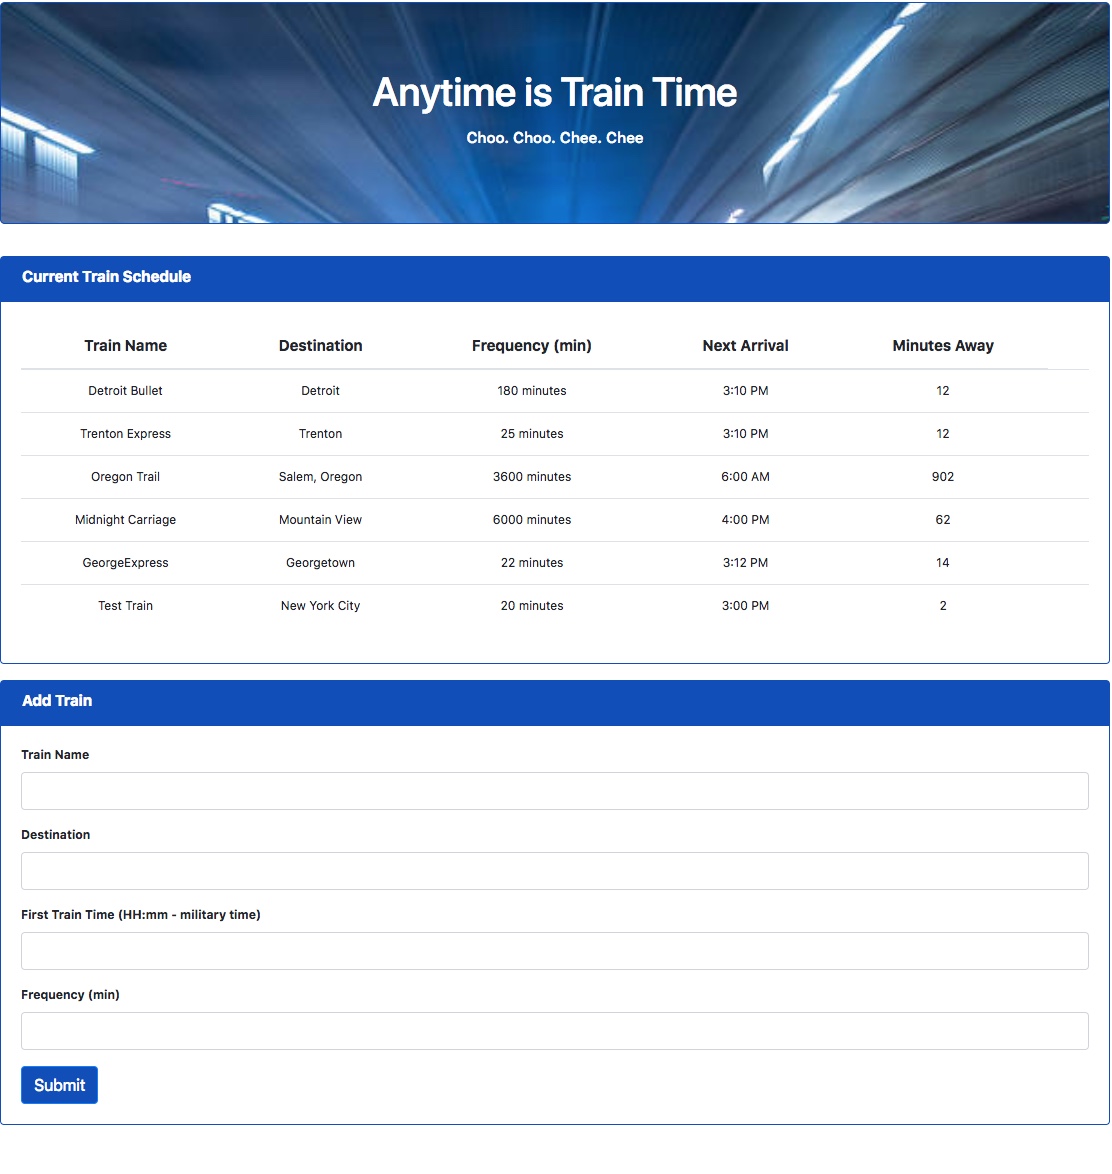 Anytime is Train Time
Choo. Choo. Chee. Chee
Current Train Schedule
Train Name Destination Frequency (min) Next Arrival Minutes Away
Detroit Bullet Detroit 180 minutes 3:10 PM 12
Trenton Express Trenton 25 minutes 3:10 PM 12
Oregon Trail Salem, Oregon 3600 minutes 6:00 AM 902
Midnight Carriage Mountain View 6000 minutes 4:00 PM 62
GeorgeExpress Georgetown 22 minutes 3:12 PM 14
Test Train New York City 20 minutes 3:00 PM 2
Add Train
Train Name
Destination
First Train Time (HH:mm - military time)
Frequency (min)
Submit